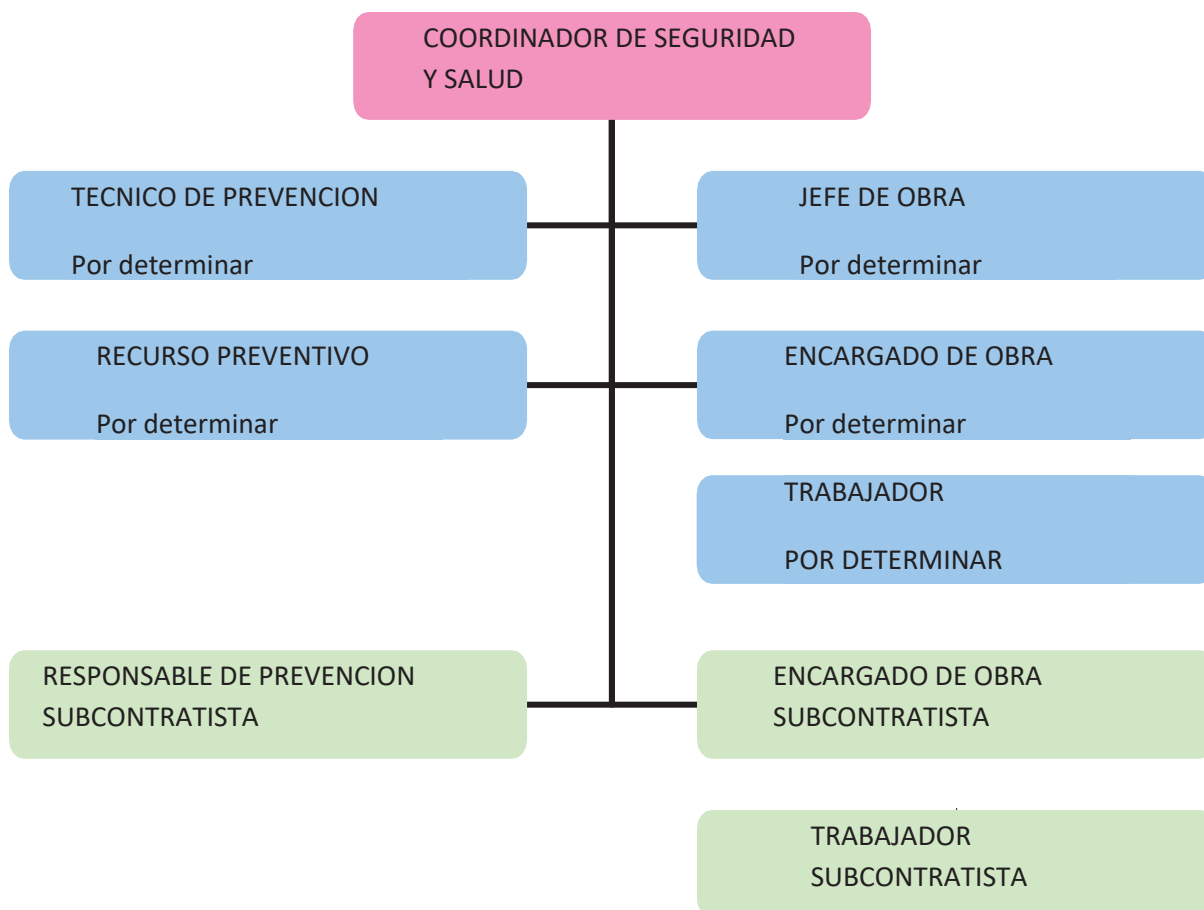 COORDINADOR DE SEGURIDAD
Y SALUD
TECNICO DE PREVENCION
Por determinar
JEFE DE OBRA
Por determinar
RECURSO PREVENTIVO
Por determinar
ENCARGADO DE OBRA
Por determinar
TRABAJADOR
POR DETERMINAR
RESPONSABLE DE PREVENCION
SUBCONTRATISTA
ENCARGADO DE OBRA
SUBCONTRATISTA
TRABAJADOR
SUBCONTRATISTA